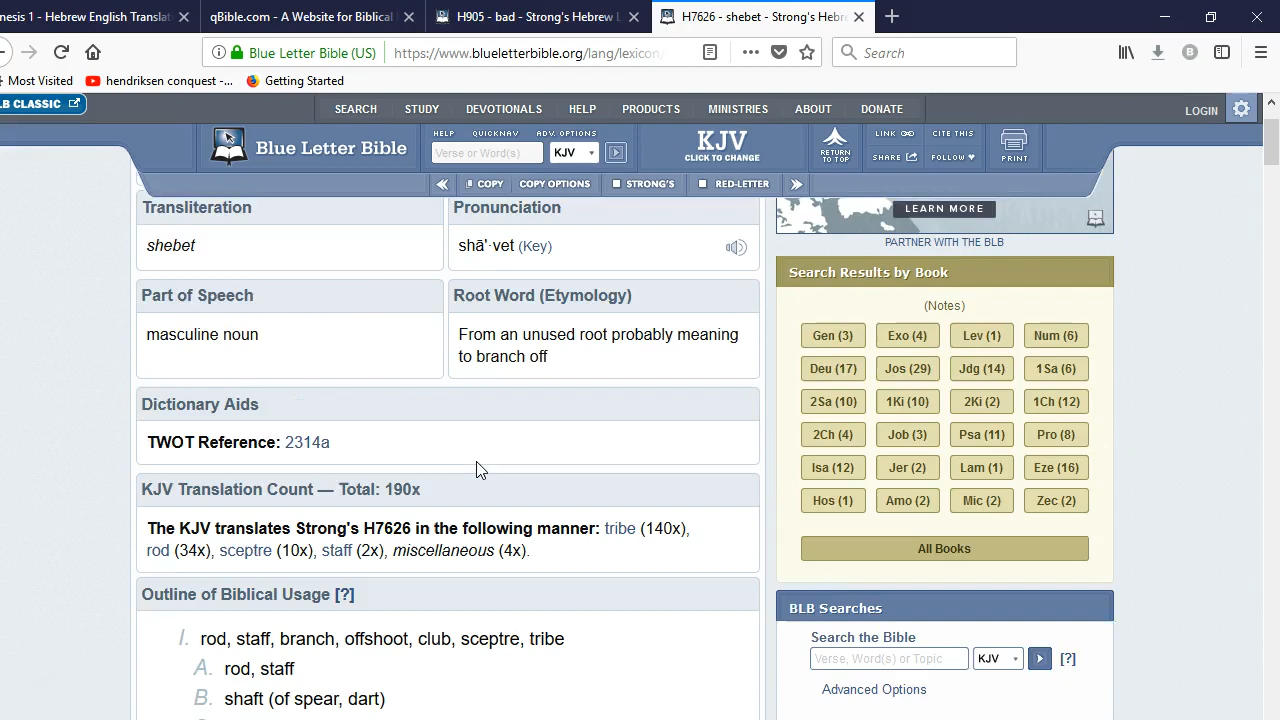 nesis 1 - Hebrew English Translat
qBible.com - A Website for Biblical
H905 - bad - Strong's Hebrew L
H7626 - shebet - Strong's Hebre
Blue Letter Bible (US)
https://www.blueletterbible.org/lang/lexicon
Search
Most Visited
hendriksen conquest -...
Getting Started
LB CLASSIC
SEARCH STUDY DEVOTIONALS HELP PRODUCTS MINISTRIES ABOUT DONATE
LOGIN
Blue Letter Bible
HELP QUICKNAV ADV. OPTIONS
Verse or Word(s)
KJV
KJV
CLICK TO CHANGE
RETURN
TO TOP
LINK
CITE THIS
SHARE
FOLLOW
PRINT
COPY COPY OPTIONS STRONG'S RED-LETTER
Transliteration
shebet
Pronunciation
shā'·vet (Key)
Part of Speech
masculine noun
Root Word (Etymology)
From an unused root probably meaning
to branch off
Dictionary Aids
TWOT Reference: 2314a
KJV Translation Count — Total: 190x
The KJV translates Strong's H7626 in the following manner: tribe (140x),
rod (34x), sceptre (10x), staff (2x), miscellaneous (4x).
Outline of Biblical Usage [?]
I. rod, staff, branch, offshoot, club, sceptre, tribe
A. rod, staff
B. shaft (of spear, dart)
LEARN MORE
PARTNER WITH THE BLB
Search Results by Book
(Notes)
Gen (3) Exo (4) Lev (1) Num (6)
Deu (17) Jos (29) Jdg (14) 1Sa (6)
2Sa (10) 1Ki (10) 2Ki (2) 1Ch (12)
2Ch (4) Job (3) Psa (11) Pro (8)
Isa (12) Jer (2) Lam (1) Eze (16)
Hos (1) Amo (2) Mic (2) Zec (2)
All Books
BLB Searches
Search the Bible
Verse, Word(s) or Topic
KJV
[?]
Advanced Options